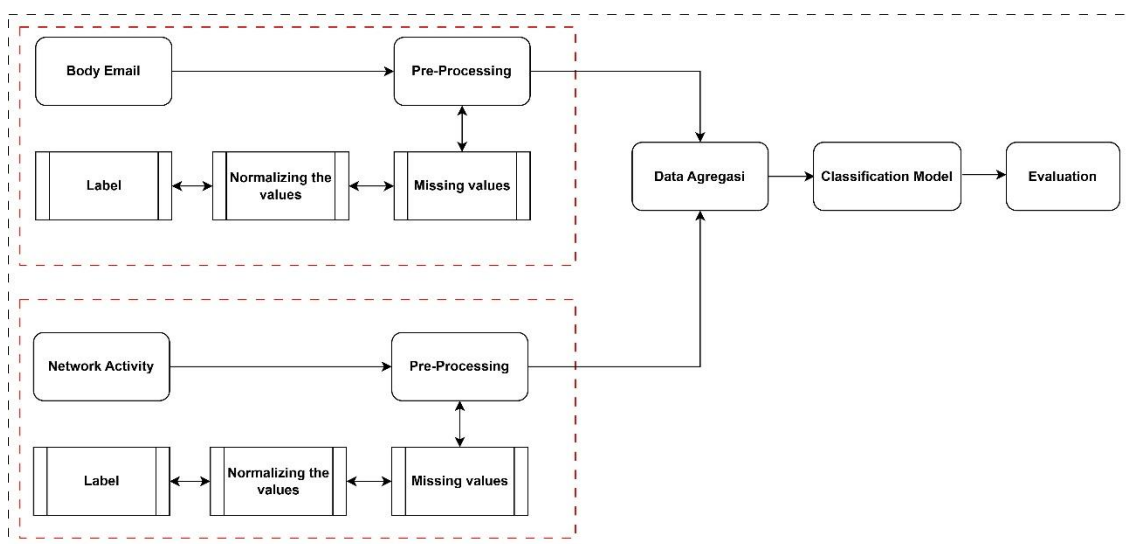 Body Email
Pre-Processing
Label
Normalizing the
values
Missing values
Data Agregasi
Classification Model
Evaluation
Network Activity
Pre-Processing
Label
Normalizing the
values
Missing values